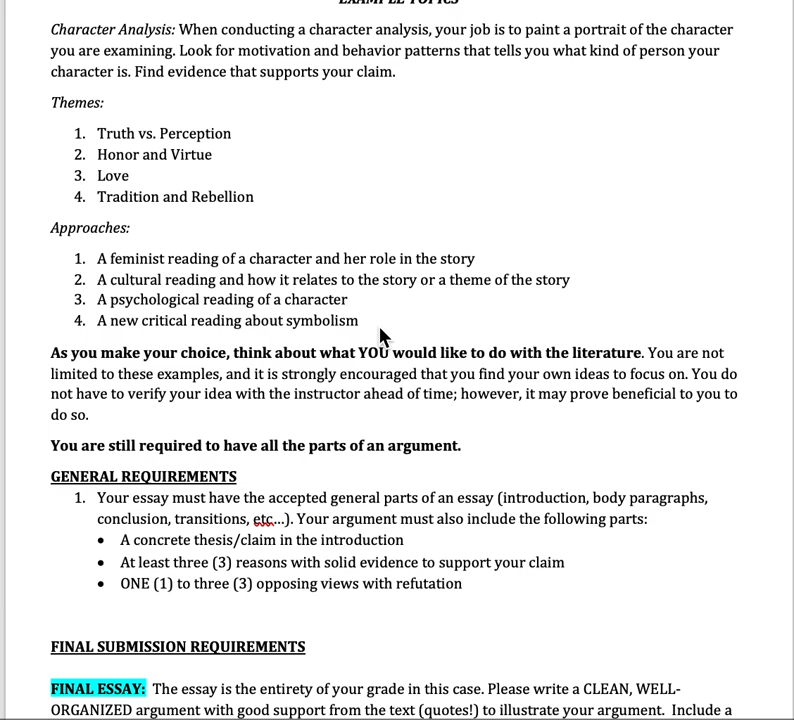 EXAMPLE TOPICS
Character Analysis: When conducting a character analysis, your job is to paint a portrait of the character
you are examining. Look for motivation and behavior patterns that tells you what kind of person your
character is. Find evidence that supports your claim.
Themes:
1. Truth vs. Perception
2. Honor and Virtue
3. Love
4. Tradition and Rebellion
Approaches:
1. A feminist reading of a character and her role in the story
2. A cultural reading and how it relates to the story or a theme of the story
3. A psychological reading of a character
4. A new critical reading about symbolism
As you make your choice, think about what YOU would like to do with the literature. You are not
limited to these examples, and it is strongly encouraged that you find your own ideas to focus on. You do
not have to verify your idea with the instructor ahead of time; however, it may prove beneficial to you to
do so.
You are still required to have all the parts of an argument.
GENERAL REQUIREMENTS
1. Your essay must have the accepted general parts of an essay (introduction, body paragraphs,
conclusion, transitions, etc...). Your argument must also include the following parts:
• A concrete thesis/claim in the introduction
• At least three (3) reasons with solid evidence to support your claim
• ONE (1) to three (3) opposing views with refutation
FINAL SUBMISSION REQUIREMENTS
FINAL ESSAY: The essay is the entirety of your grade in this case. Please write a CLEAN, WELL-
ORGANIZED argument with good support from the text (quotes!) to illustrate your argument. Include a